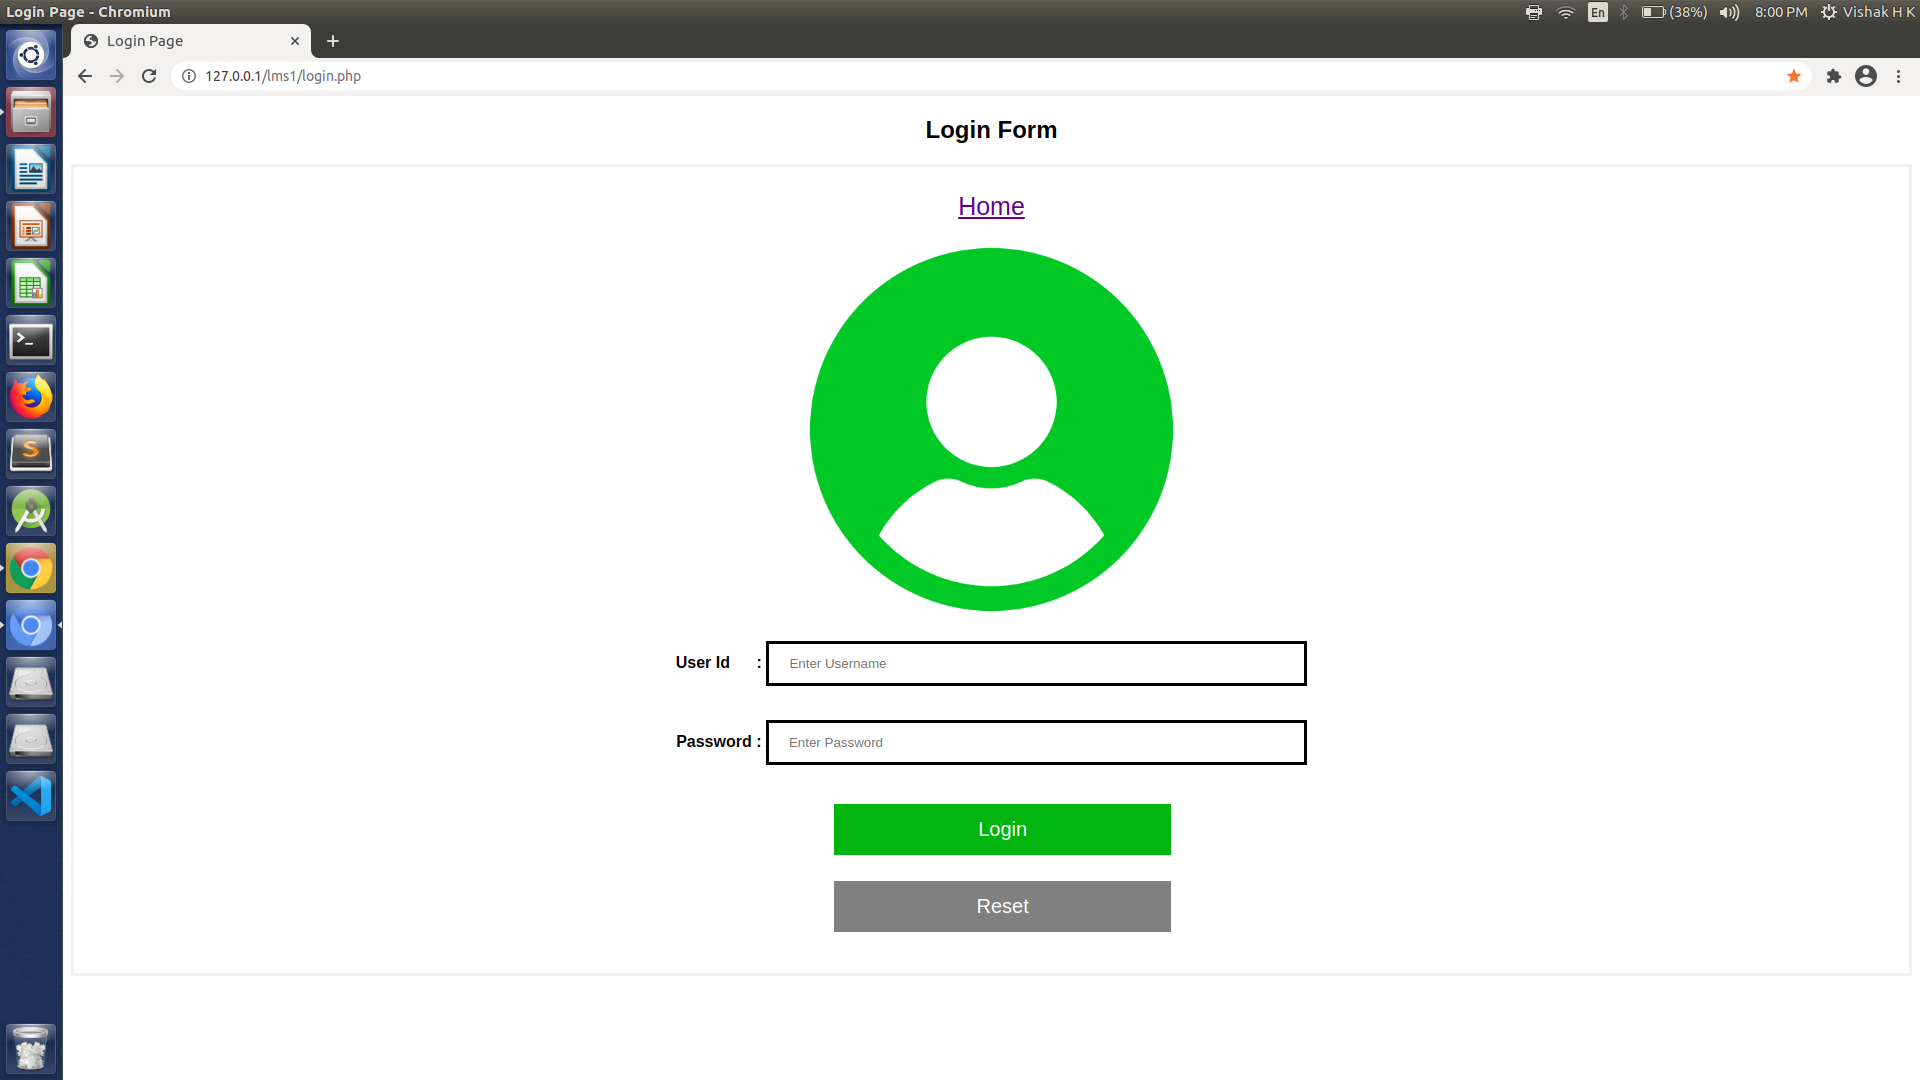 Login Page - Chromium
En
(38%)
8:00 PM
Vishak H K
Login Page
127.0.0.1/lms1/login.php
Login Form
Home
User Id :
Enter Username
Password :
Enter Password
Login
Reset